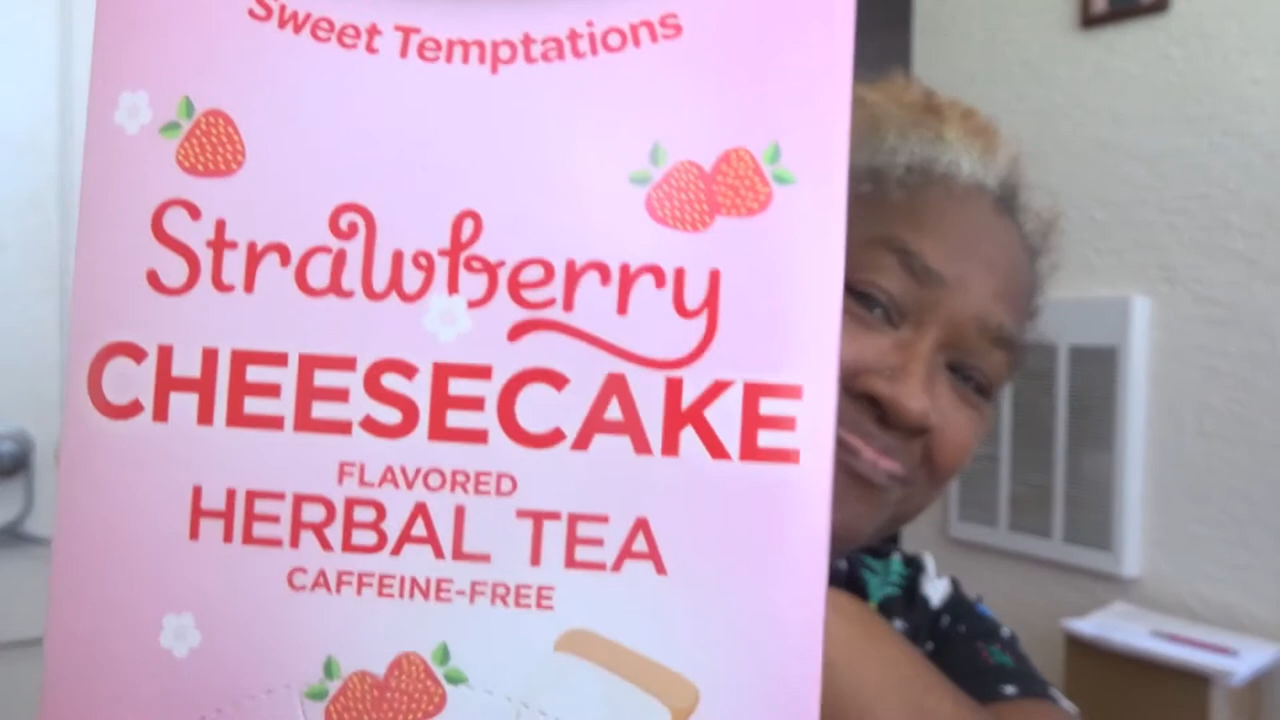 Sweet Temptations
Strawberry
CHEESECAKE
FLAVORED
HERBAL TEA
CAFFEINE-FREE